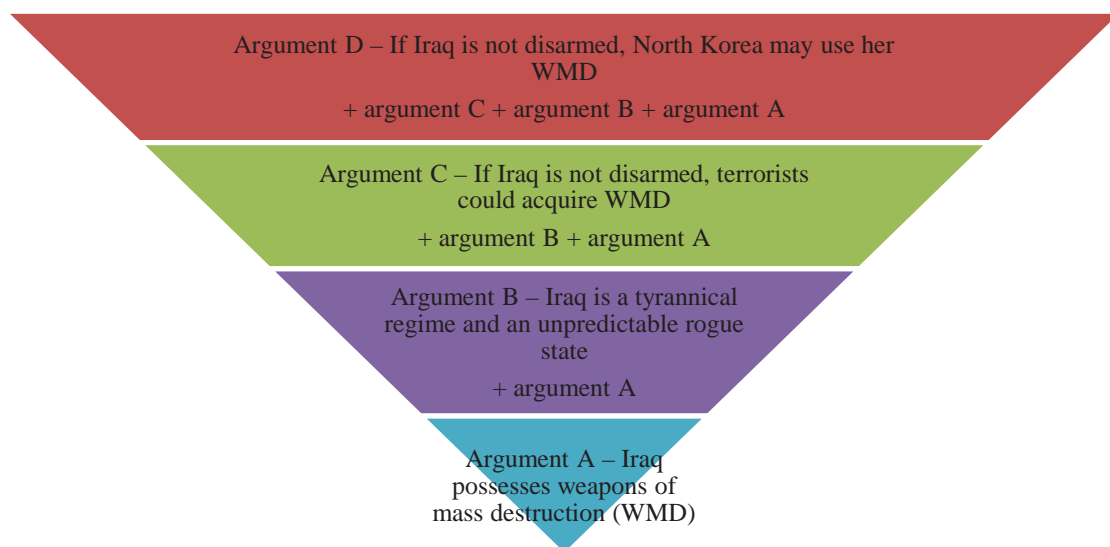 Argument D – If Iraq is not disarmed, North Korea may use her
WMD
+ argument C + argument B + argument A
Argument C – If Iraq is not disarmed, terrorists
could acquire WMD
+ argument B + argument A
Argument B – Iraq is a tyrannical
regime and an unpredictable rogue
state
+ argument A
Argument A – Iraq
possesses weapons of
mass destruction (WMD)